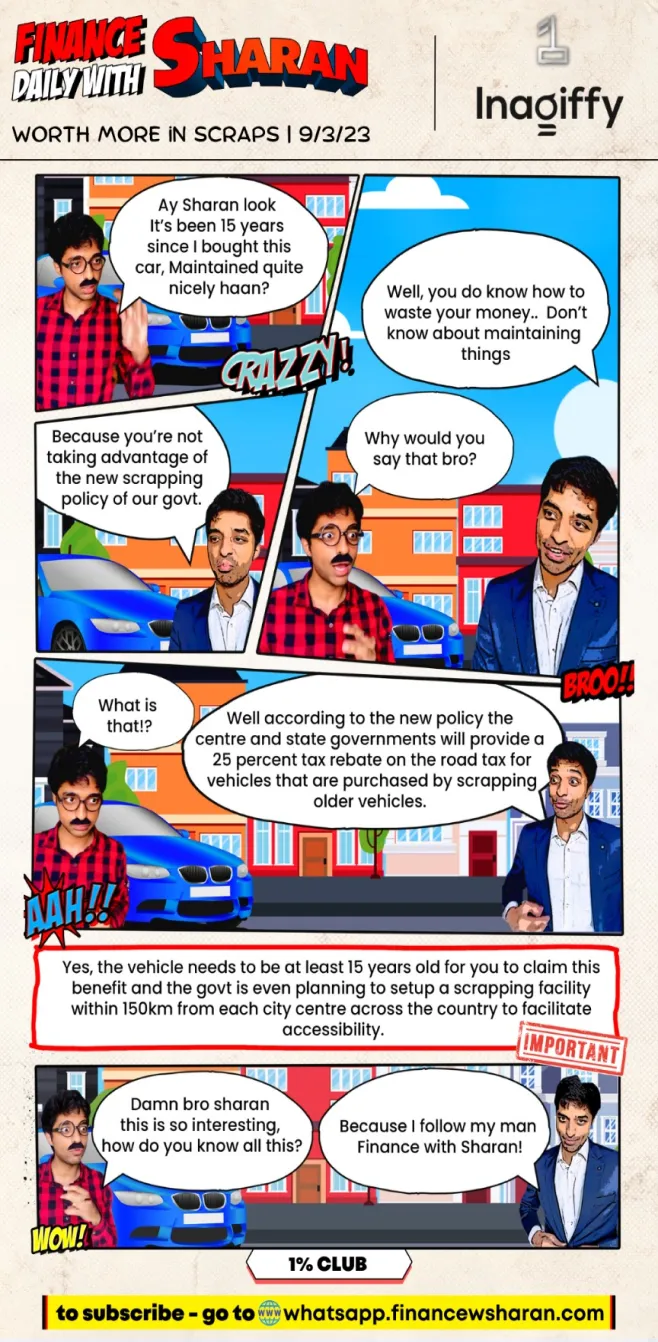 FINANCE
DAILY WITH
SHARAN
WORTH MORE iN SCRAPS | 9/3/23
1
Inagiffy
Ay Sharan look
It's been 15 years
since I bought this
car, Maintained quite
nicely haan?
CRAZZY!
Well, you do know how to
waste your money.. Don't
know about maintaining
things
Why would you
say that bro?
Because you're not
taking advantage of
the new scrapping
policy of our govt.
BROO!!
What is
that!?
Well according to the new policy the
centre and state governments will provide a
25 percent tax rebate on the road tax for
vehicles that are purchased by scrapping
older vehicles.
AAH!!
Yes, the vehicle needs to be at least 15 years old for you to claim this
benefit and the govt is even planning to setup a scrapping facility
within 150km from each city centre across the country to facilitate
accessibility.
IMPORTANT
Damn bro sharan
this is so interesting,
how do you know all this?
Because I follow my man
Finance with Sharan!
WOW!
1% CLUB
to subscribe - go to www whatsapp.financewsharan.com